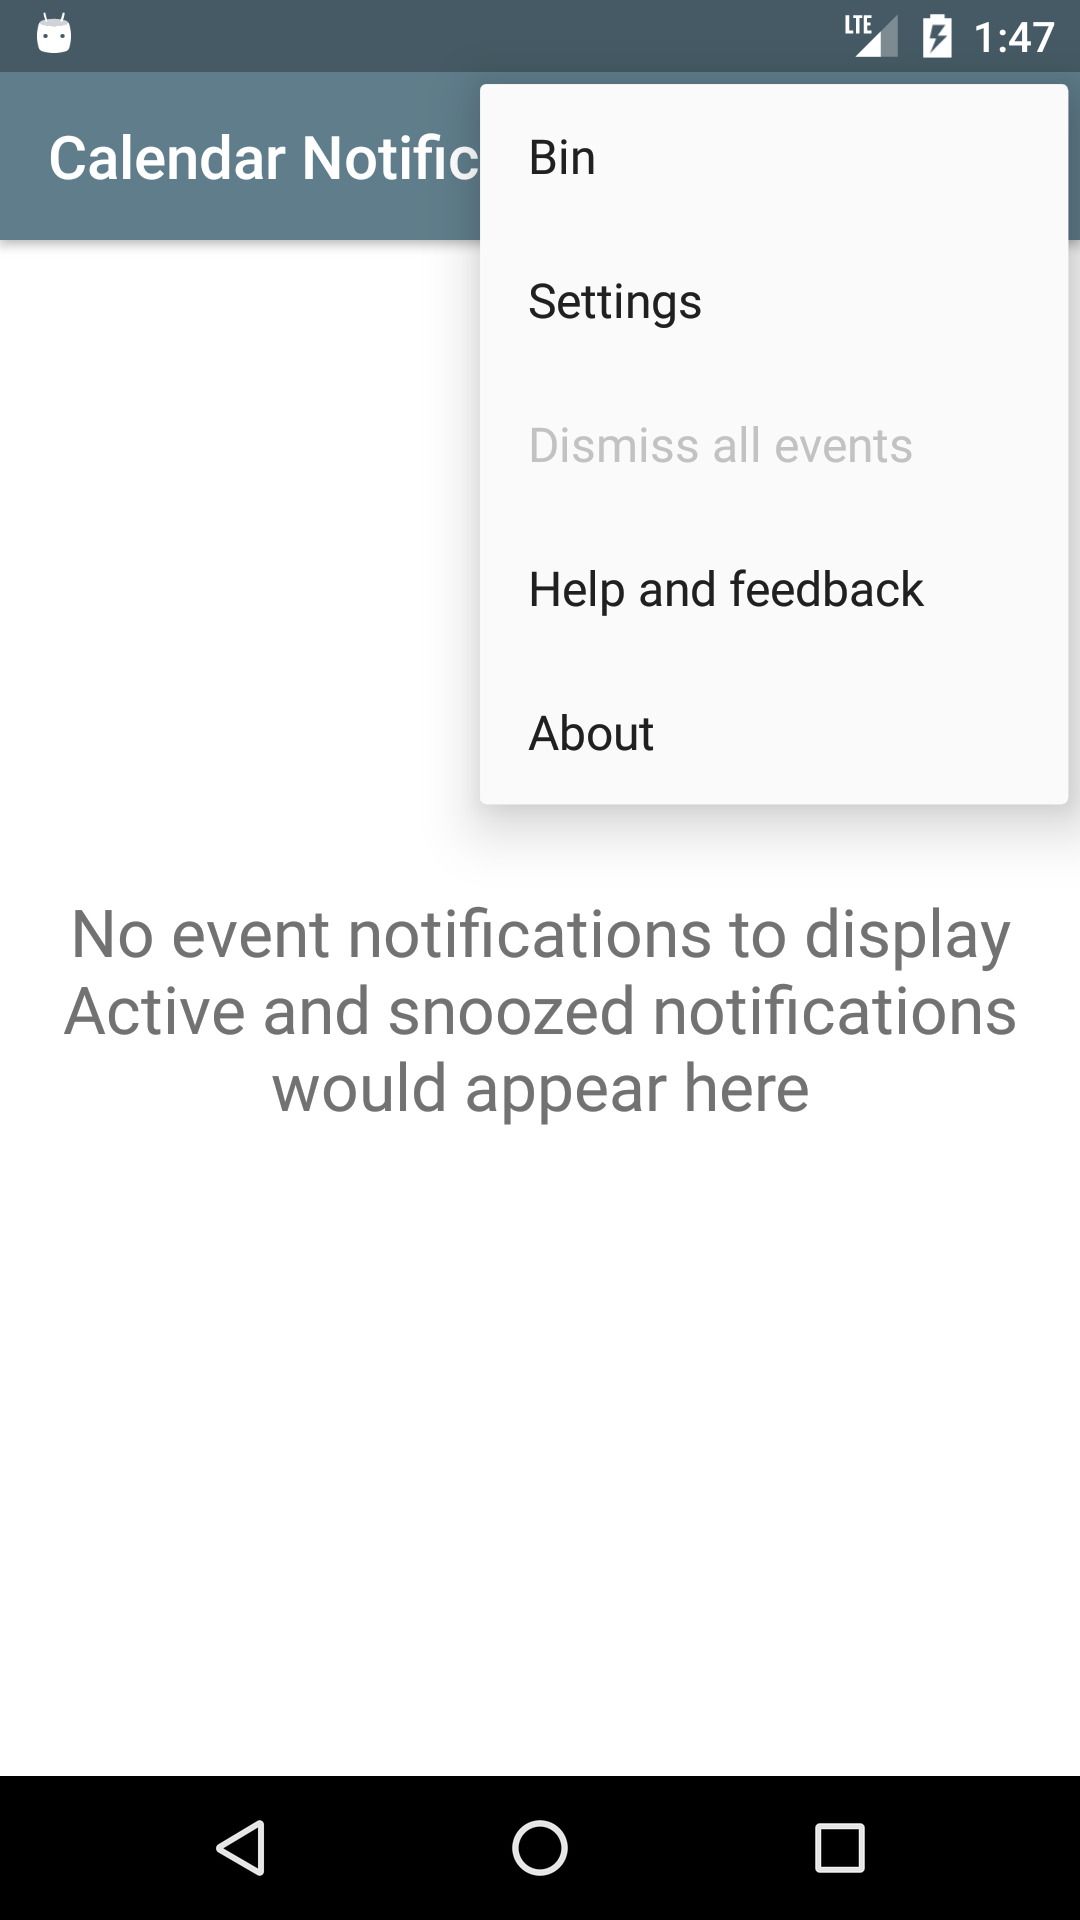 LTE 1:47
Calendar Notific
Bin
Settings
Dismiss all events
Help and feedback
About
No event notifications to display
Active and snoozed notifications
would appear here